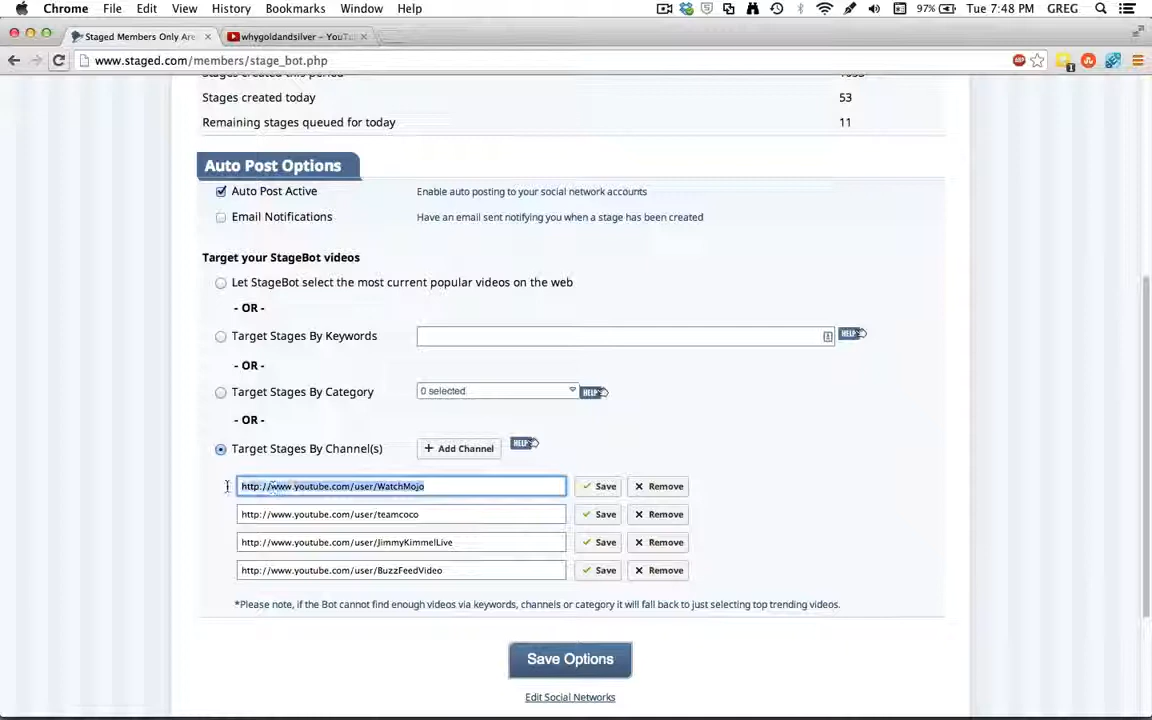 Chrome File Edit View History Bookmarks Window Help 97% Tue 7:48 PM GREG
Staged Members Only Are whygoldandsilver - YouTu
www.staged.com/members/stage_bot.php
Stages created this period
Stages created today 53
Remaining stages queued for today 11
Auto Post Options
Auto Post Active Enable auto posting to your social network accounts
Email Notifications Have an email sent notifying you when a stage has been created
Target your StageBot videos
Let StageBot select the most current popular videos on the web
- OR -
Target Stages By Keywords HELP
- OR -
Target Stages By Category 0 selected HELP
- OR -
Target Stages By Channel(s) + Add Channel HELP
http://www.youtube.com/user/WatchMojo Save Remove
http://www.youtube.com/user/teamcoco Save Remove
http://www.youtube.com/user/JimmyKimmelLive Save Remove
http://www.youtube.com/user/BuzzFeedVideo Save Remove
*Please note, if the Bot cannot find enough videos via keywords, channels or category it will fall back to just selecting top trending videos.
Save Options
Edit Social Networks